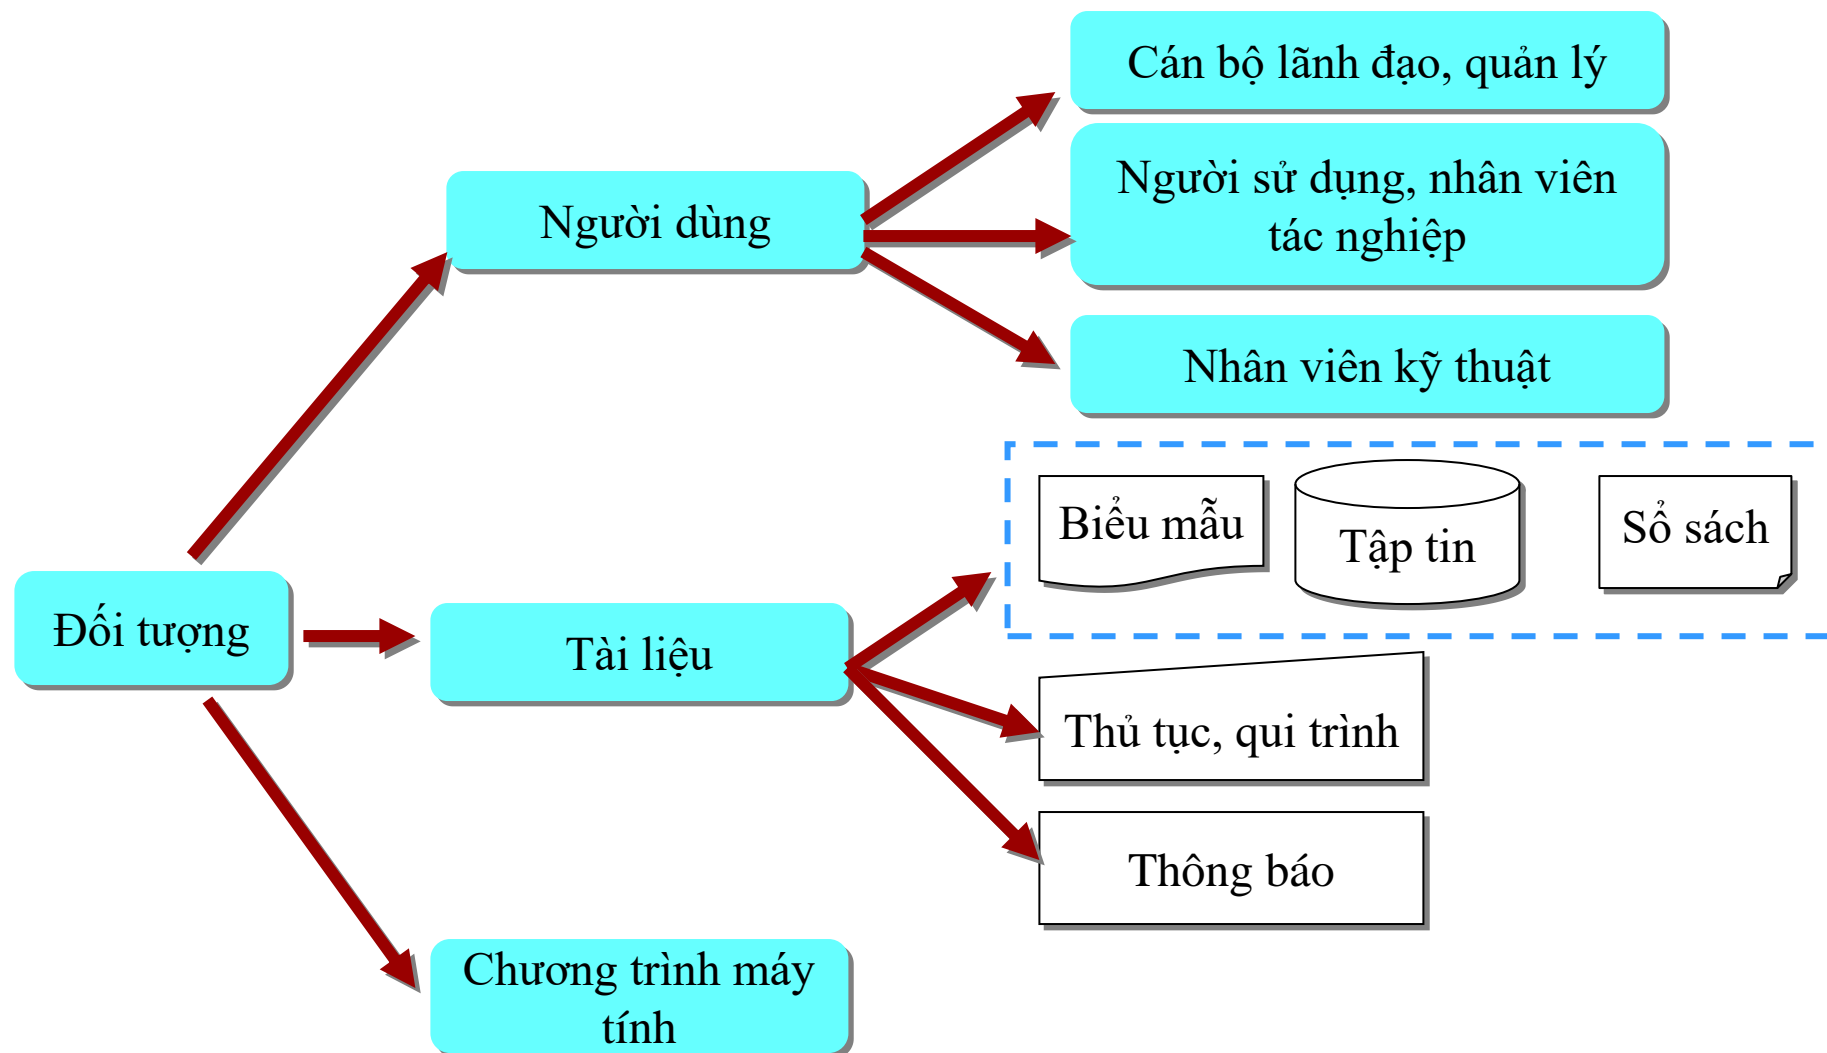 Cán bộ lãnh đạo, quản lý
Người dùng
Người sử dụng, nhân viên
tác nghiệp
Nhân viên kỹ thuật
Biểu mẫu
Tập tin
Sổ sách
Đối tượng
Tài liệu
Thủ tục, qui trình
Thông báo
Chương trình máy
tính